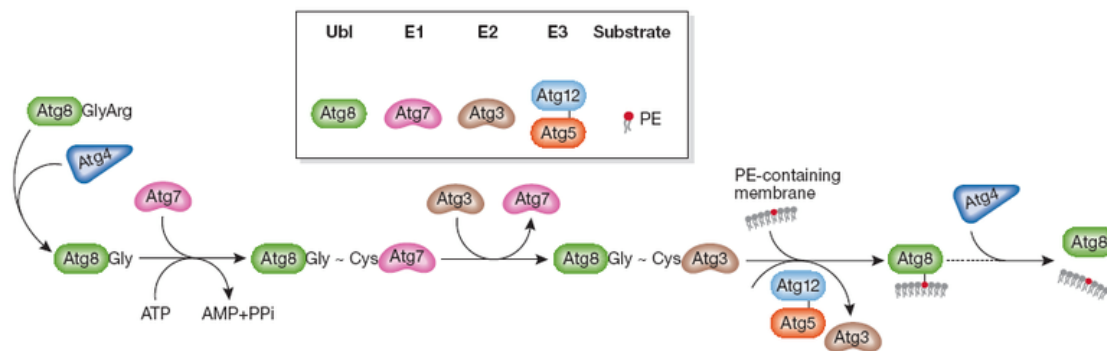 Ubl E1 E2 E3 Substrate
Atg8 Atg7 Atg3 Atg12
Atg5 PE
Atg8 GlyArg
Atg4
Atg7
Atg8 Gly
ATP AMP+PPi
Atg8 Gly ~ Cys Atg7
Atg3 Atg7
Atg8 Gly ~ Cys Atg3
PE-containing
membrane
Atg12
Atg5
Atg3
Atg8
Atg4
Atg8